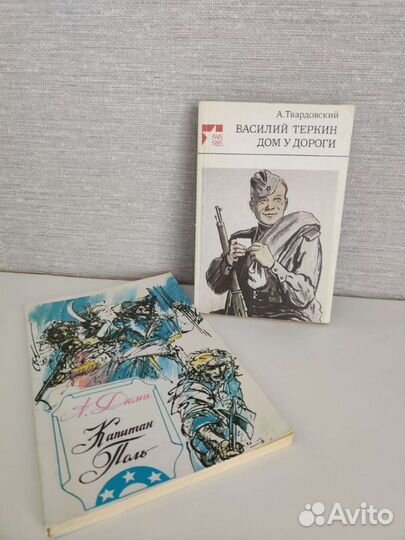 А. Твардовский
ВАСИЛИЙ ТЕРКИН
ДОМ У ДОРОГИ
1945
1985
А. Дюма
Капитан
Поль
Avito